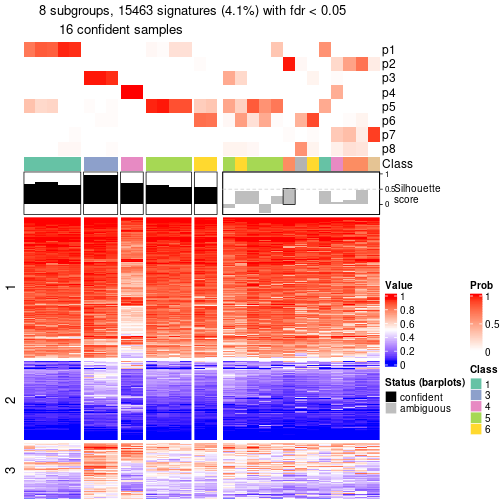 8 subgroups, 15463 signatures (4.1%) with fdr < 0.05
16 confident samples
p1
p2
p3
p4
p5
p6
p7
p8
Class
1
0.5
0
Silhouette
score
1
2
3
Value
1
0.8
0.6
0.4
0.2
0
Prob
1
0.5
0
Status (barplots)
confident
ambiguous
Class
1
3
4
5
6